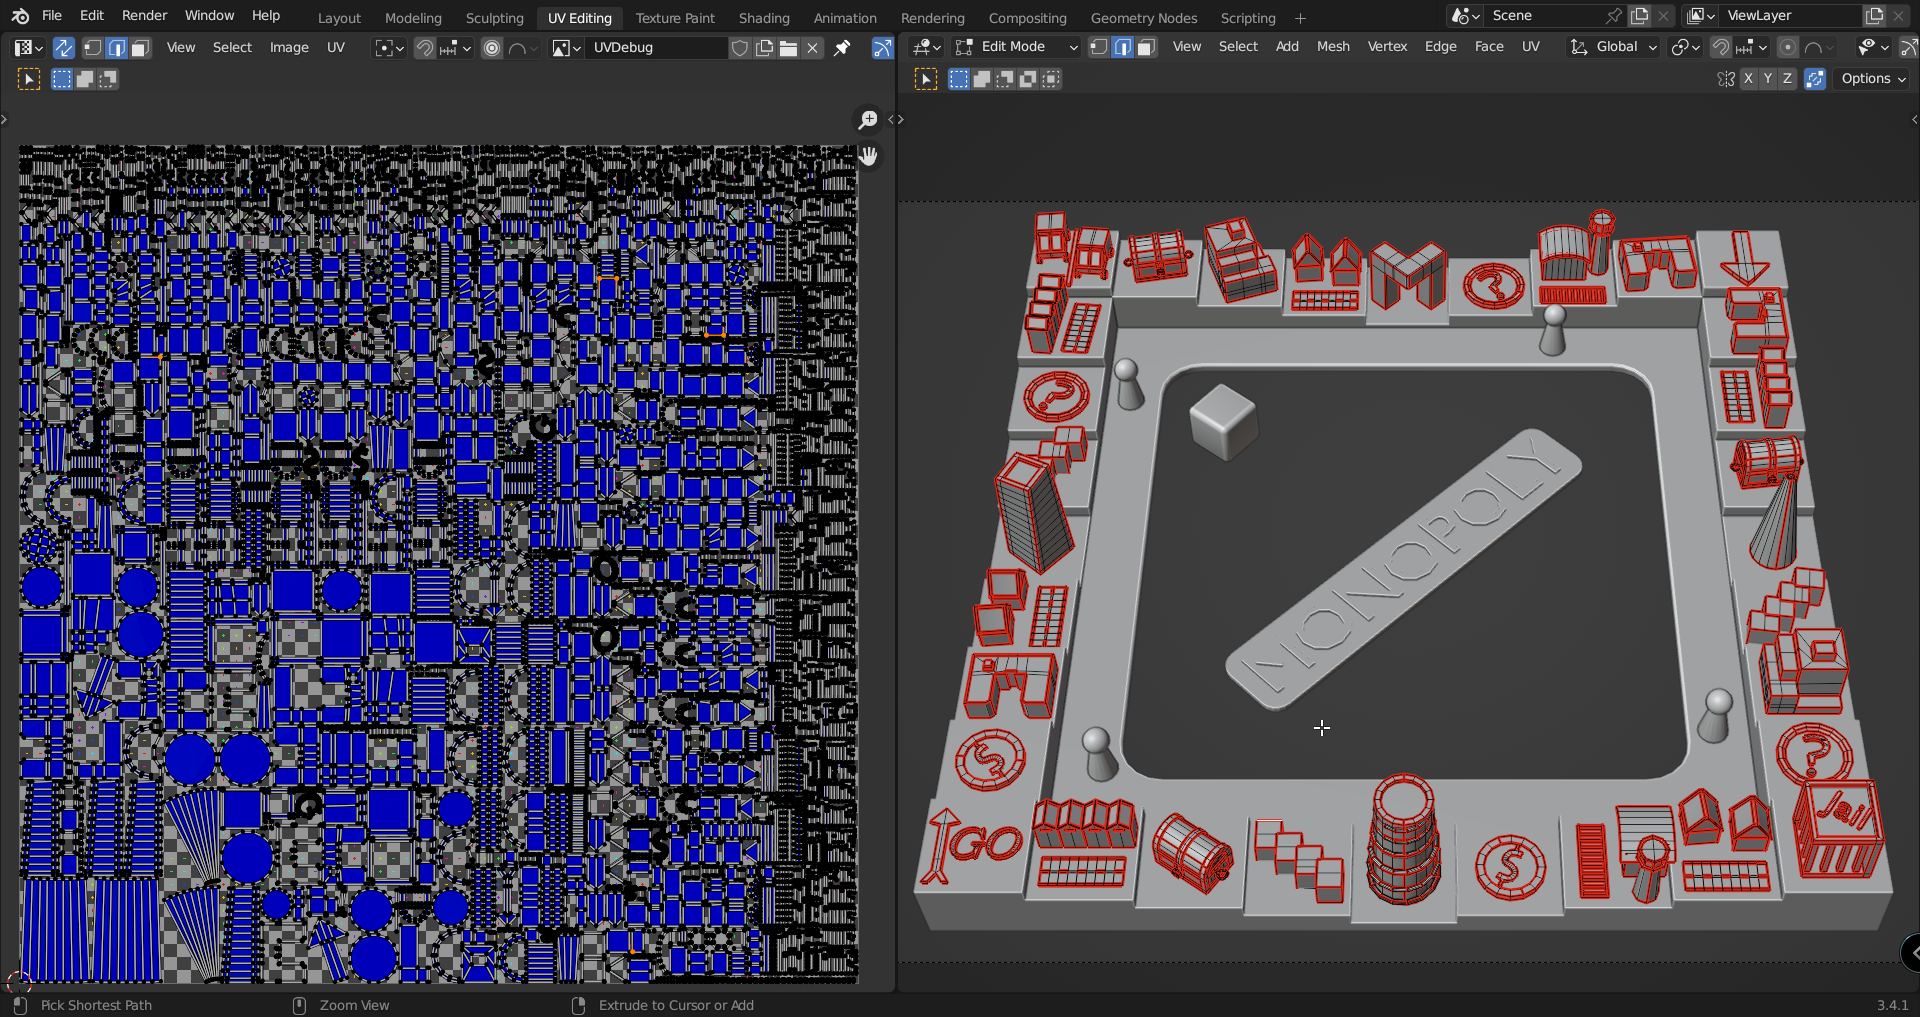 File Edit Render Window Help Layout Modeling Sculpting UV Editing Texture Paint Shading Animation Rendering Compositing Geometry Nodes Scripting + Scene ViewLayer
View Select Image UV UVDebug Edit Mode View Select Add Mesh Vertex Edge Face UV Global
X Y Z Options
M
?
?
MONOPOLY
$
?
GO
$
Jail
Pick Shortest Path Zoom View Extrude to Cursor or Add 3.4.1